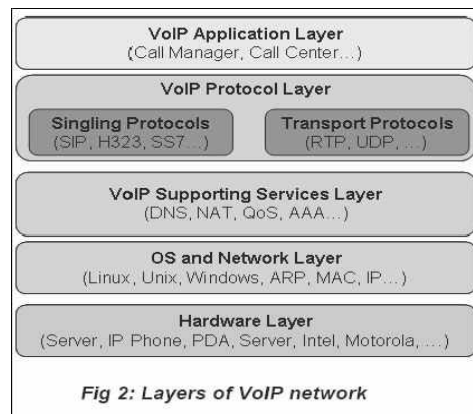 VoIP Application Layer
(Call Manager, Call Center…)
VoIP Protocol Layer
Singling Protocols
(SIP, H323, SS7…)
Transport Protocols
(RTP, UDP, …)
VoIP Supporting Services Layer
(DNS, NAT, QoS, AAA…)
OS and Network Layer
(Linux, Unix, Windows, ARP, MAC, IP…)
Hardware Layer
(Server, IP Phone, PDA, Server, Intel, Motorola, …)
Fig 2: Layers of VoIP network